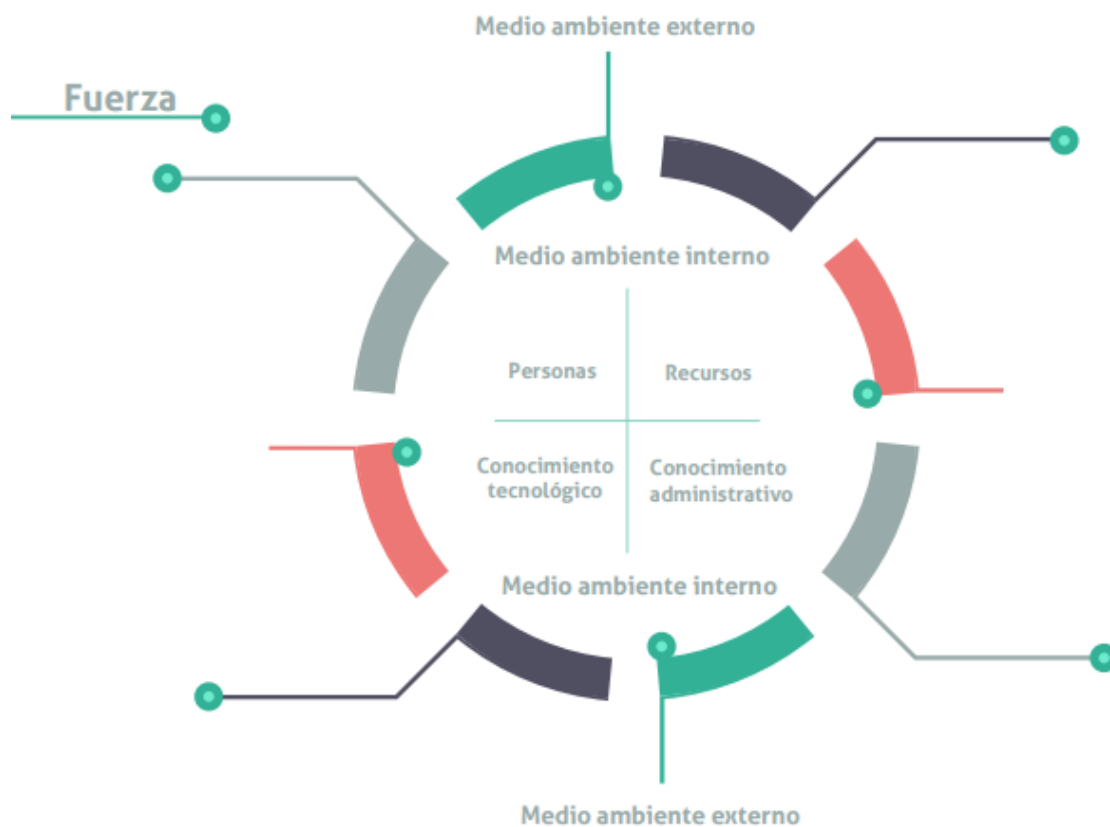 Medio ambiente externo
Fuerza
Medio ambiente interno
Personas
Recursos
Conocimiento
tecnológico
Conocimiento
administrativo
Medio ambiente interno
Medio ambiente externo